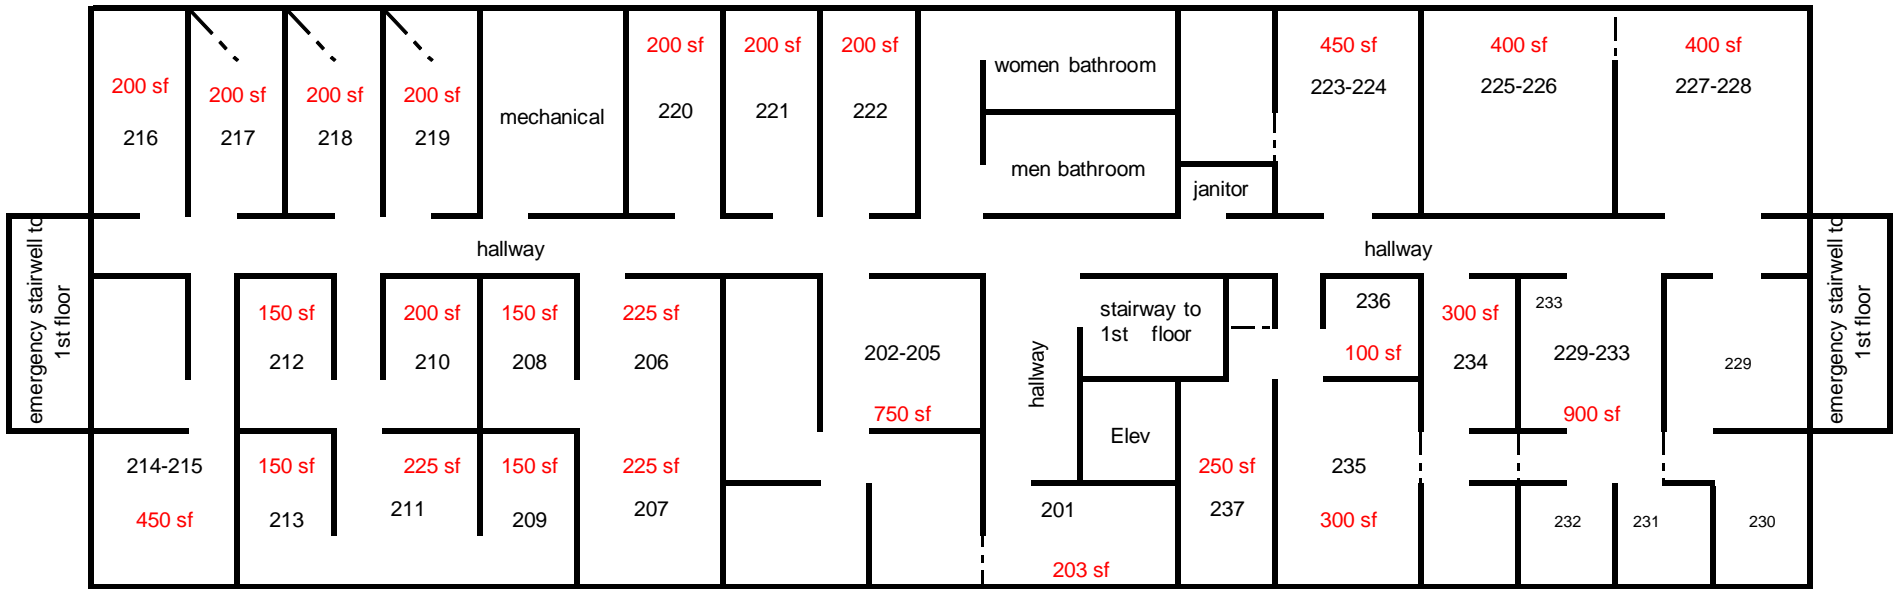 200 sf
216
200 sf
217
200 sf
218
200 sf
219
mechanical
200 sf
220
200 sf
221
200 sf
222
women bathroom
men bathroom
janitor
450 sf
223-224
400 sf
225-226
400 sf
227-228
emergency stairwell to
1st floor
hallway
hallway
emergency stairwell to
1st floor
150 sf
212
200 sf
210
150 sf
208
225 sf
206
202-205
750 sf
hallway
stairway to
1st floor
Elev
236
100 sf
300 sf
234
233
229-233
900 sf
229
214-215
450 sf
150 sf
213
225 sf
211
150 sf
209
225 sf
207
201
203 sf
250 sf
237
235
300 sf
232
231
230